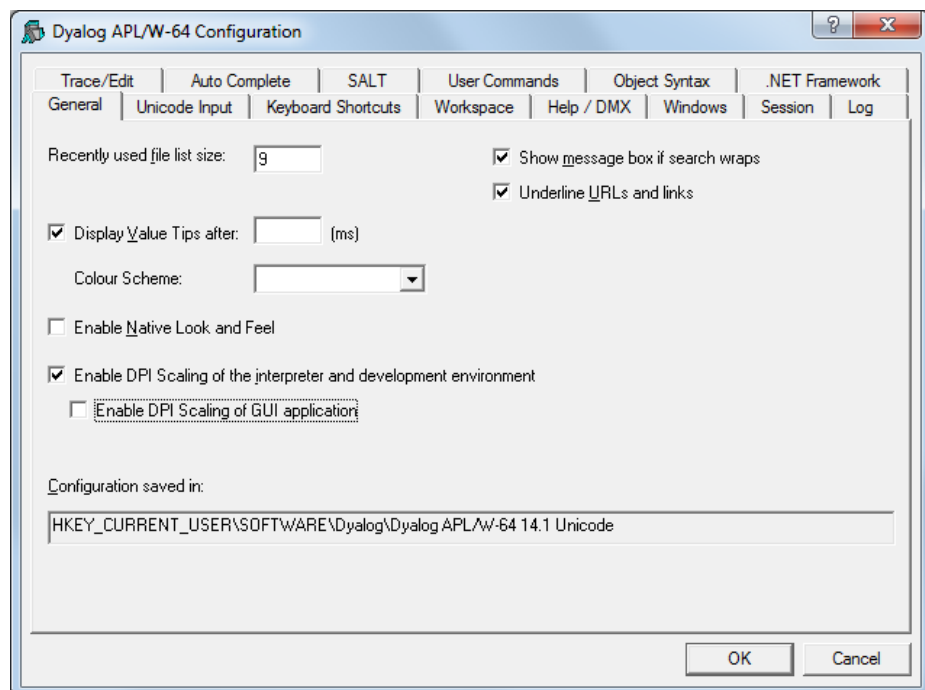 Dyalog APL/W-64 Configuration
Trace/Edit Auto Complete SALT User Commands Object Syntax .NET Framework
General Unicode Input Keyboard Shortcuts Workspace Help / DMX Windows Session Log
Recently used file list size: 9 Show message box if search wraps
Underline URLs and links
Display Value Tips after: (ms)
Colour Scheme:
Enable Native Look and Feel
Enable DPI Scaling of the interpreter and development environment
Enable DPI Scaling of GUI application
Configuration saved in:
HKEY_CURRENT_USER\SOFTWARE\Dyalog\Dyalog APL/W-64 14.1 Unicode
OK Cancel